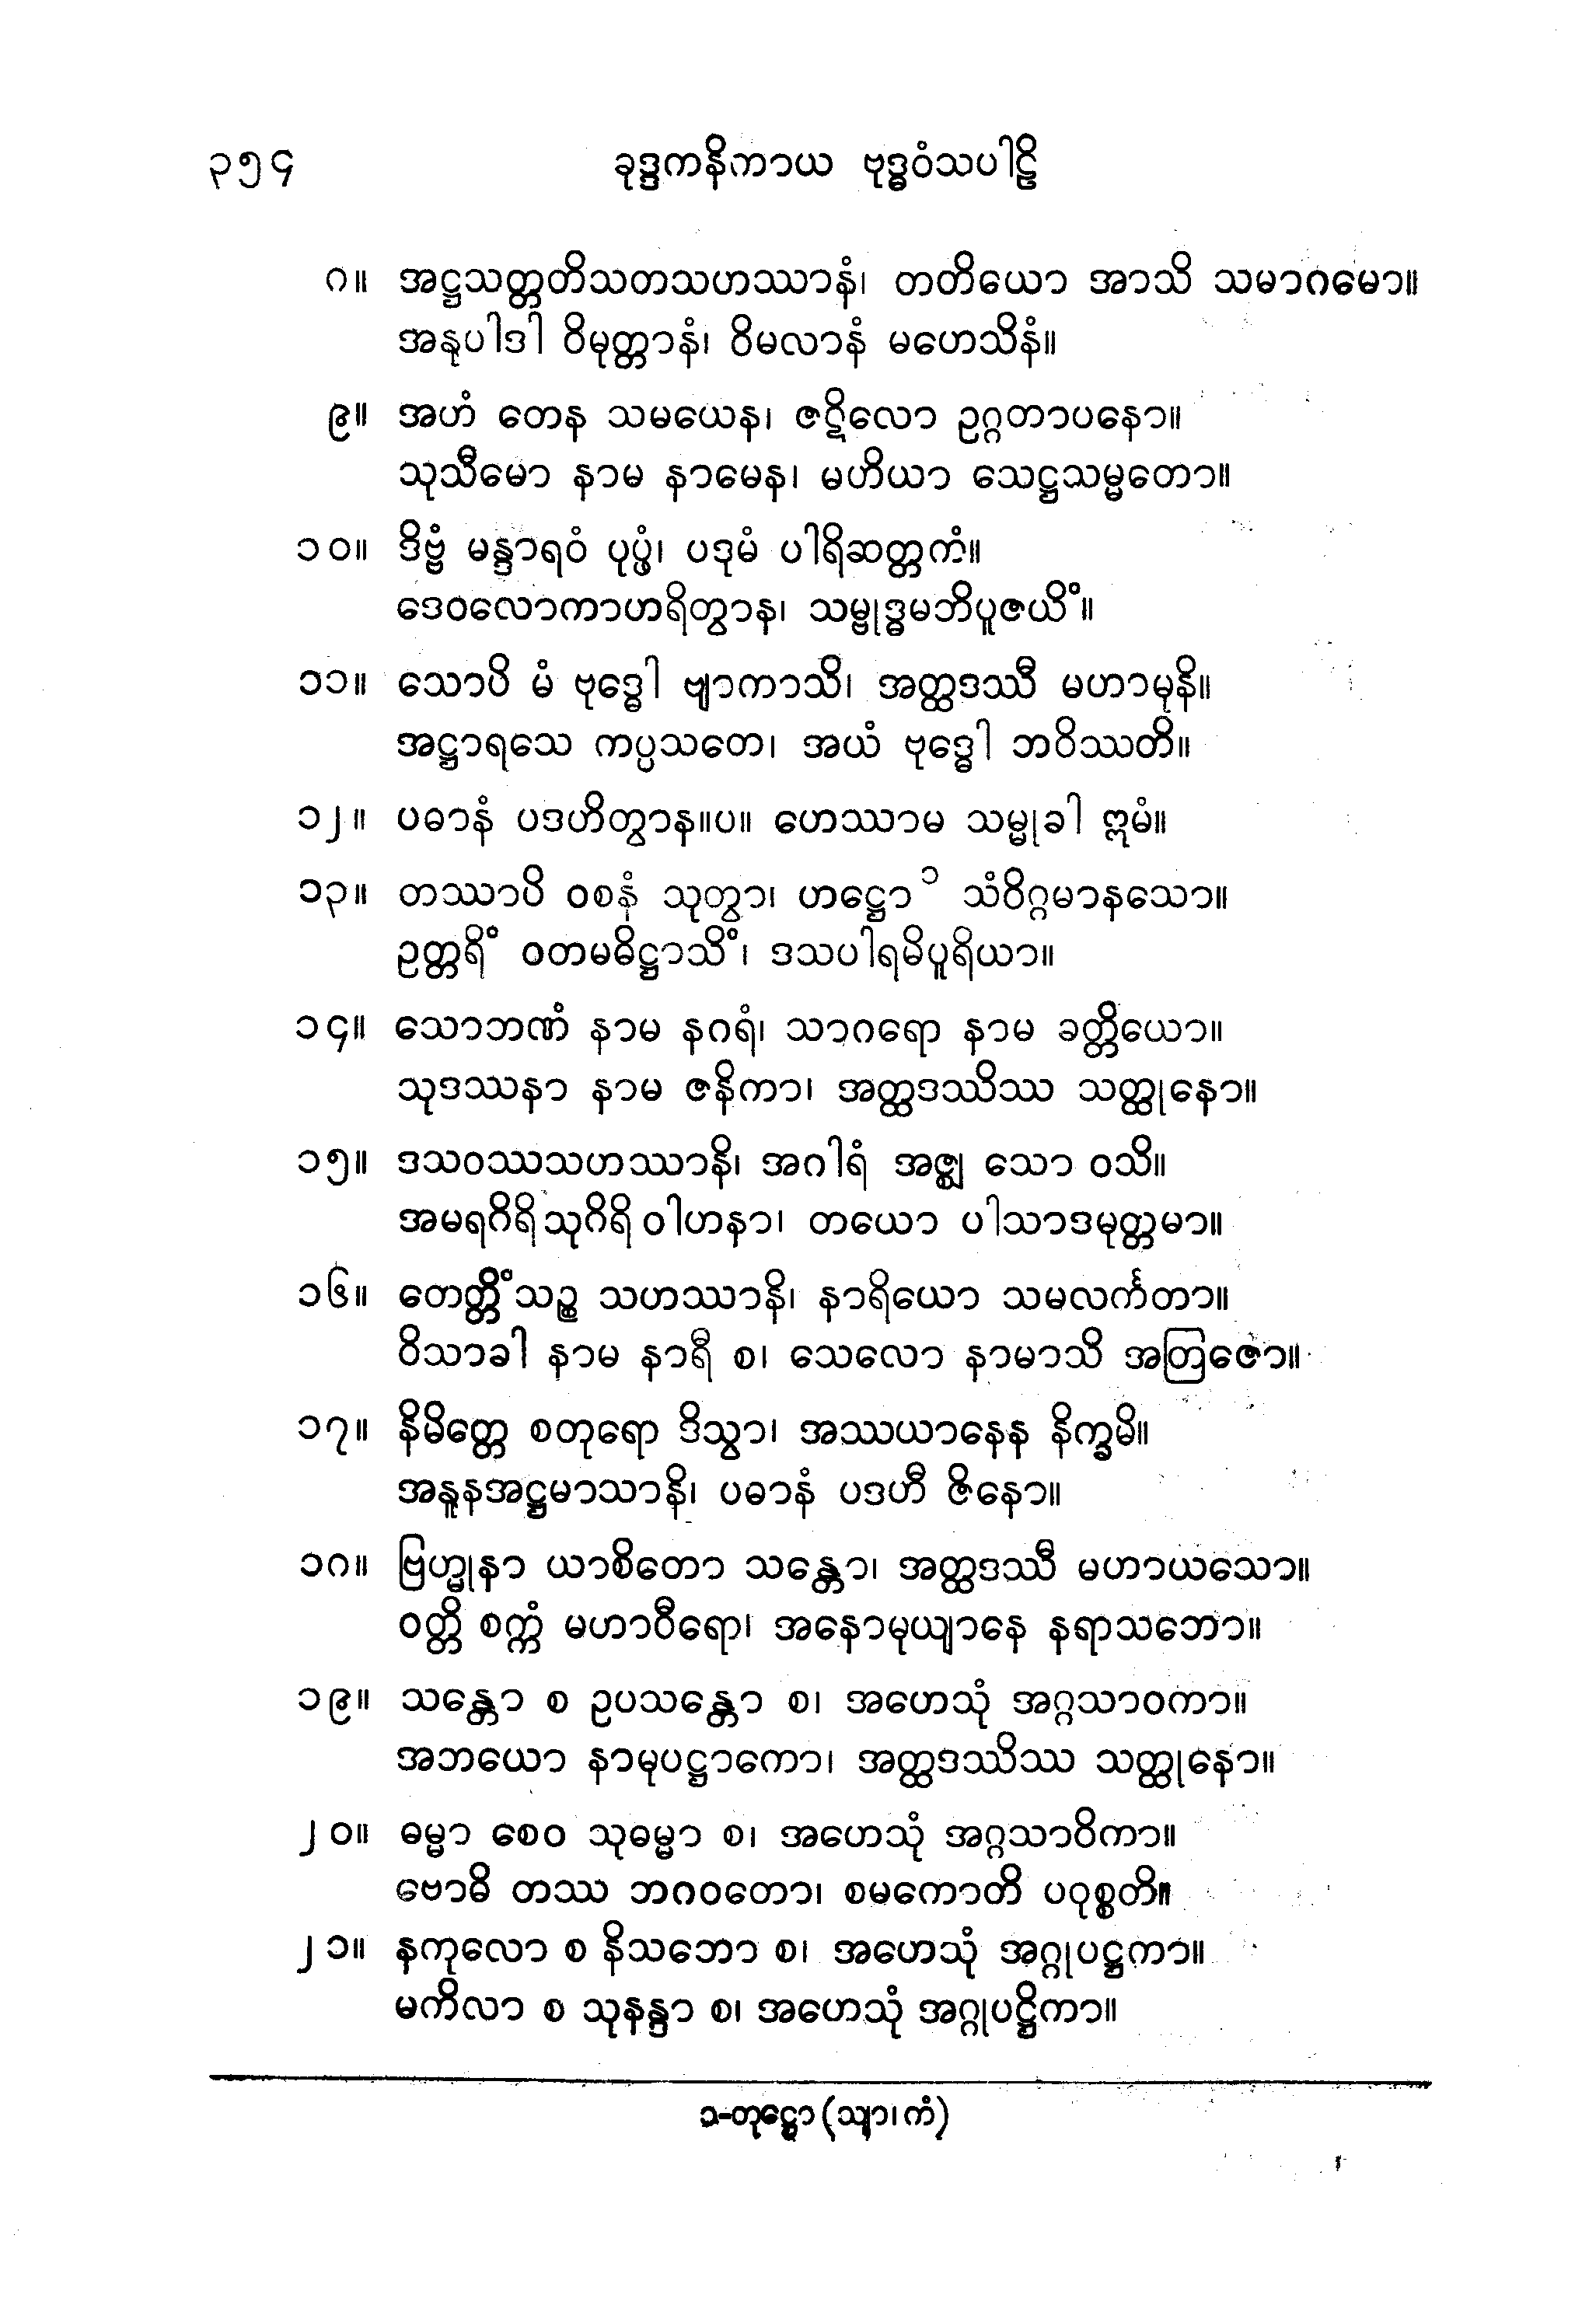 ၃၅၄ ခုဒ္ဒကနိကာယ ဗုဒ္ဓဝံသပါဠိ
၈။ အဋ္ဌသတ္တတိသတသဟဿာနံ၊ တတိယော အာသိ သမာဂမော။
အနုပါဒါ ဝိမုတ္တာနံ၊ ဝိမလာနံ မဟေသိနံ။
၉။ အဟံ တေန သမယေန၊ ဇဋိလော ဥဂ္ဂတာပနော။
သုသီမော နာမ နာမေန၊ မဟိယာ သေဋ္ဌသမ္မတော။
၁၀။ ဒိဗ္ဗံ မန္ဒာရဝံ ပုပ္ဖံ၊ ပဒုမံ ပါရိဆတ္တကံ။
ဒေဝလောကာဟရိတွာန၊ သမ္ဗုဒ္ဓမဘိပူဇယိံ။
၁၁။ သောပိ မံ ဗုဒ္ဓေါ ဗျာကာသိ၊ အတ္ထဒဿီ မဟာမုနိ။
အဋ္ဌာရသေ ကပ္ပသတေ၊ အယံ ဗုဒ္ဓေါ ဘဝိဿတိ။
၁၂။ ပဓာနံ ပဒဟိတွာန။ပ။ ဟေဿာမ သမ္မုခါ ဣမံ။
၁၃။ တဿာပိ ဝစနံ သုတွာ၊ ဟဋ္ဌော ၁ သံဝိဂ္ဂမာနသော။
ဥတ္တရိံ ဝတမဓိဋ္ဌာသိံ၊ ဒသပါရမိပူရိယာ။
၁၄။ သောဘဏံ နာမ နဂရံ၊ သာဂရော နာမ ခတ္တိယော။
သုဒဿနာ နာမ ဇနိကာ၊ အတ္ထဒဿိဿ သတ္ထုနော။
၁၅။ ဒသဝဿသဟဿာနိ၊ အဂါရံ အဇ္ဈ သော ဝသိ။
အမရဂိရိ သုဂိရိ ဝါဟနာ၊ တယော ပါသာဒမုတ္တမာ။
၁၆။ တေတ္တိံသဉ္စ သဟဿာနိ၊ နာရိယော သမလင်္ကတာ။
ဝိသာခါ နာမ နာရီ စ၊ သေလော နာမာသိ အတြဇော။
၁၇။ နိမိတ္တေ စတုရော ဒိသွာ၊ အဿယာနေန နိက္ခမိ။
အနူနအဋ္ဌမာသာနိ၊ ပဓာနံ ပဒဟီ ဇိနော။
၁၈။ ဗြဟ္မုနာ ယာစိတော သန္တော၊ အတ္ထဒဿီ မဟာယသော။
ဝတ္တိ စက္ကံ မဟာဝီရော၊ အနောမုယျာနေ နရာသဘော။
၁၉။ သန္တော စ ဥပသန္တော စ၊ အဟေသုံ အဂ္ဂသာဝကာ။
အဘယော နာမုပဋ္ဌာကော၊ အတ္ထဒဿိဿ သတ္ထုနော။
၂၀။ ဓမ္မာ စေဝ သုဓမ္မာ စ၊ အဟေသုံ အဂ္ဂသာဝိကာ။
ဗောဓိ တဿ ဘဂဝတော၊ စမကောတိ ပဝုစ္စတိ။
၂၁။ နကုလော စ နိသဘော စ၊ အဟေသုံ အဂ္ဂုပဋ္ဌကာ။
မကိလာ စ သုနန္ဒာ စ၊ အဟေသုံ အဂ္ဂုပဋ္ဌိကာ။
၁-တုဋ္ဌော (သျာ၊ ကံ)